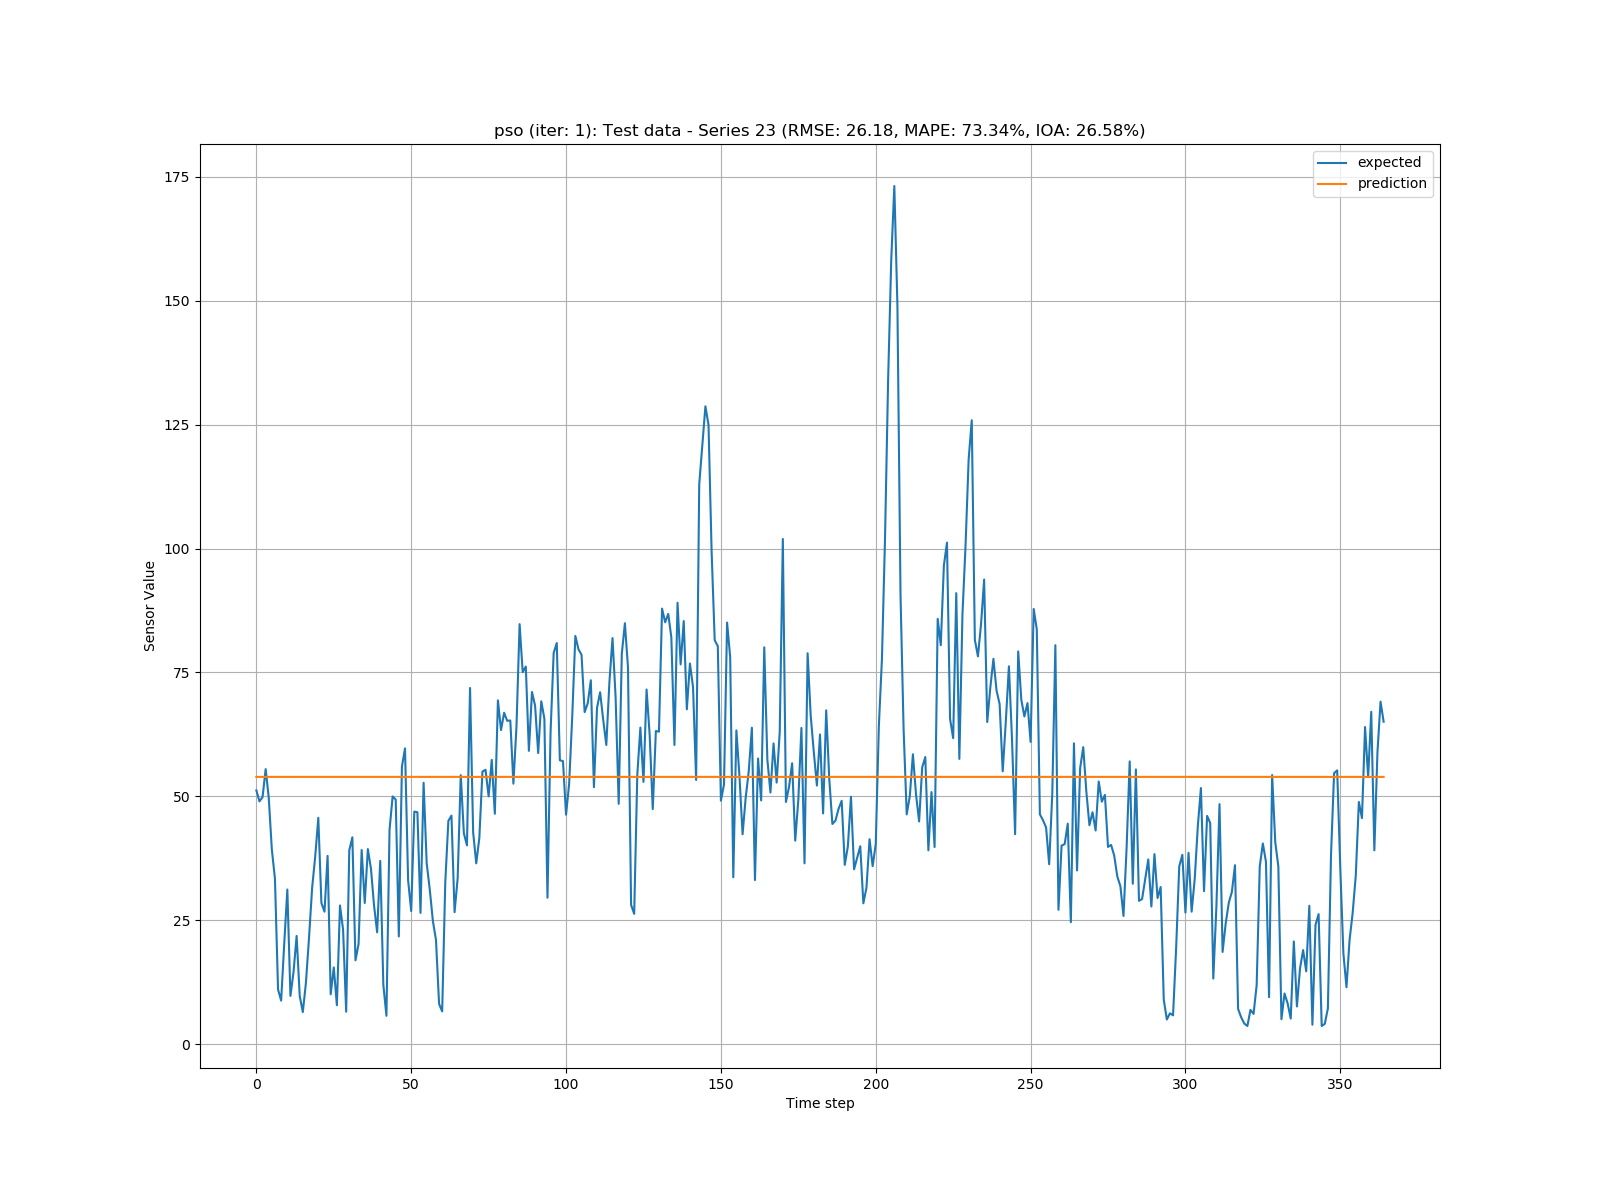 pso (iter: 1): Test data - Series 23 (RMSE: 26.18, MAPE: 73.34%, IOA: 26.58%)
expected
prediction
175
150
125
100
75
50
25
0
Sensor Value
0 50 100 150 200 250 300 350
Time step